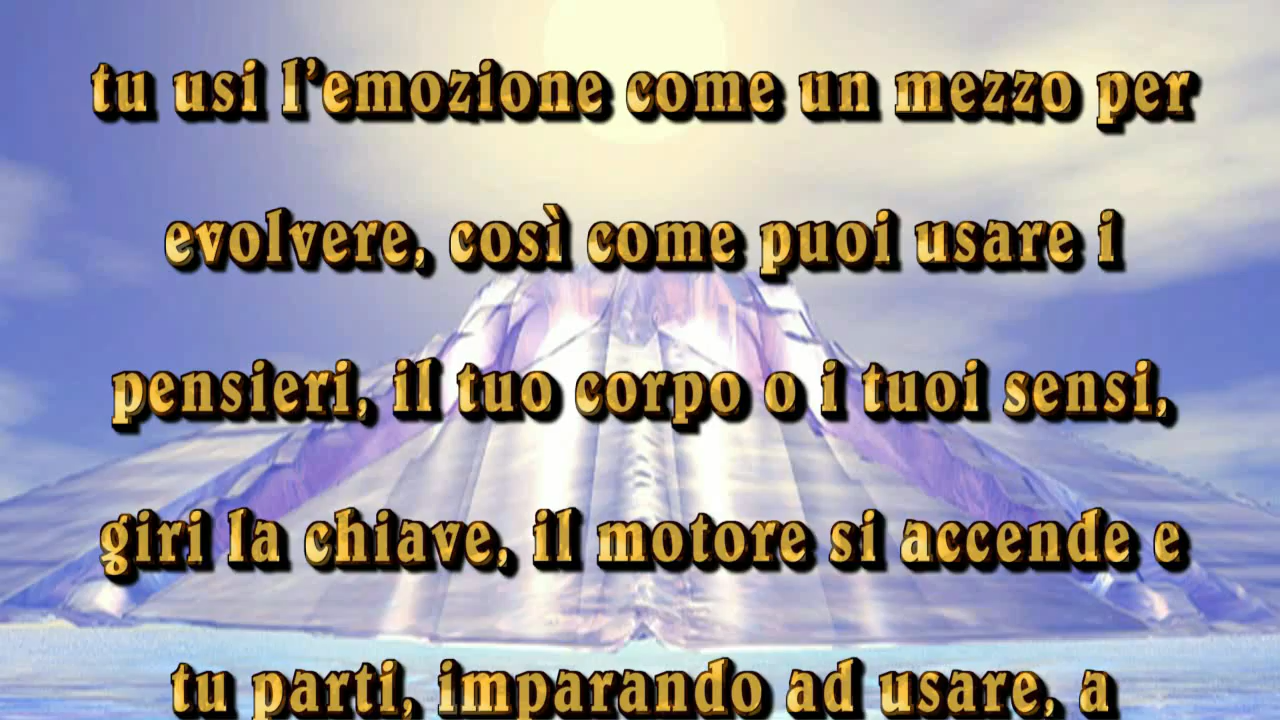 tu usi l'emozione come un mezzo per
evolvere, così come puoi usare i
pensieri, il tuo corpo o i tuoi sensi,
giri la chiave, il motore si accende e
tu parti, imparando ad usare, a